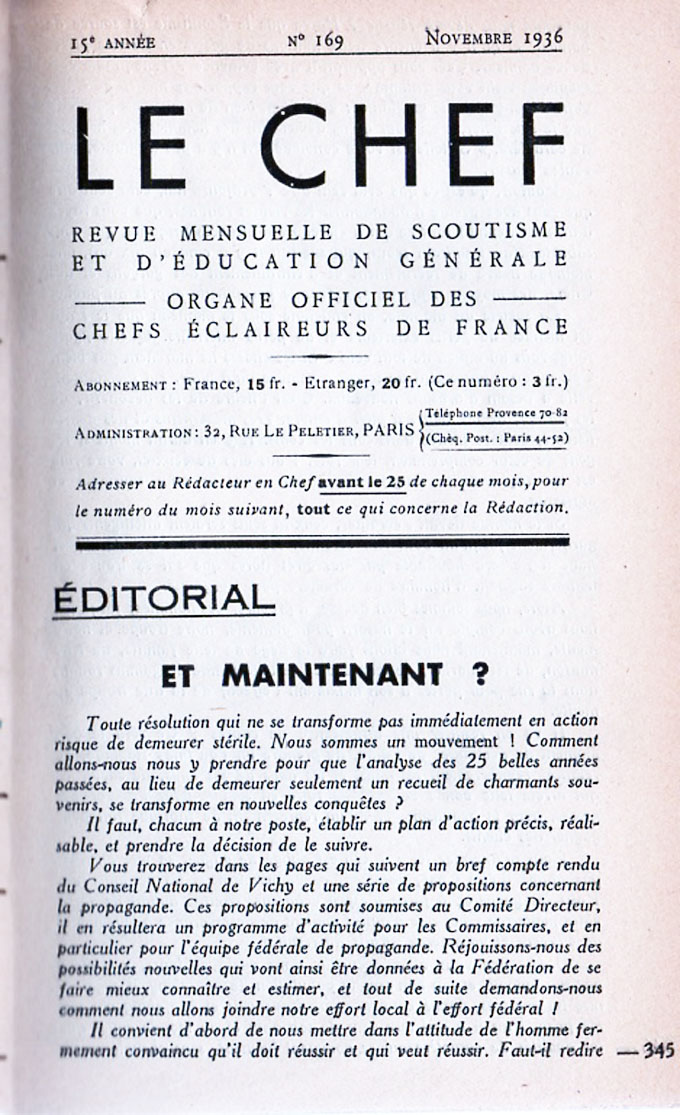 15e ANNÉE N° 169 NOVEMBRE 1936
LE CHEF
REVUE MENSUELLE DE SCOUTISME
ET D'ÉDUCATION GÉNÉRALE
ORGANE OFFICIEL DES
CHEFS ÉCLAIREURS DE FRANCE
ABONNEMENT : France, 15 fr. - Etranger, 20 fr. (Ce numéro : 3 fr.)
ADMINISTRATION : 32, RUE LE PELETIER, PARIS
Téléphone Provence 70-82
(Chèq. Post. : Paris 44-52)
Adresser au Rédacteur en Chef avant le 25 de chaque mois, pour
le numéro du mois suivant, tout ce qui concerne la Rédaction.
ÉDITORIAL
ET MAINTENANT ?
Toute résolution qui ne se transforme pas immédiatement en action
risque de demeurer stérile. Nous sommes un mouvement ! Comment
allons-nous nous y prendre pour que l'analyse des 25 belles années
passées, au lieu de demeurer seulement un recueil de charmants sou-
venirs, se transforme en nouvelles conquêtes ?
Il faut, chacun à notre poste, établir un plan d'action précis, réali-
sable, et prendre la décision de le suivre.
Vous trouverez dans les pages qui suivent un bref compte rendu
du Conseil National de Vichy et une série de propositions concernant
la propagande. Ces propositions sont soumises au Comité Directeur,
il en résultera un programme d'activité pour les Commissaires, et en
particulier pour l'équipe fédérale de propagande. Réjouissons-nous des
possibilités nouvelles qui vont ainsi être données à la Fédération de se
faire mieux connaître et estimer, et tout de suite demandons-nous
comment nous allons joindre notre effort local à l'effort fédéral !
Il convient d'abord de nous mettre dans l'attitude de l'homme fer-
mement convaincu qu'il doit réussir et qui veut réussir. Faut-il redire — 345